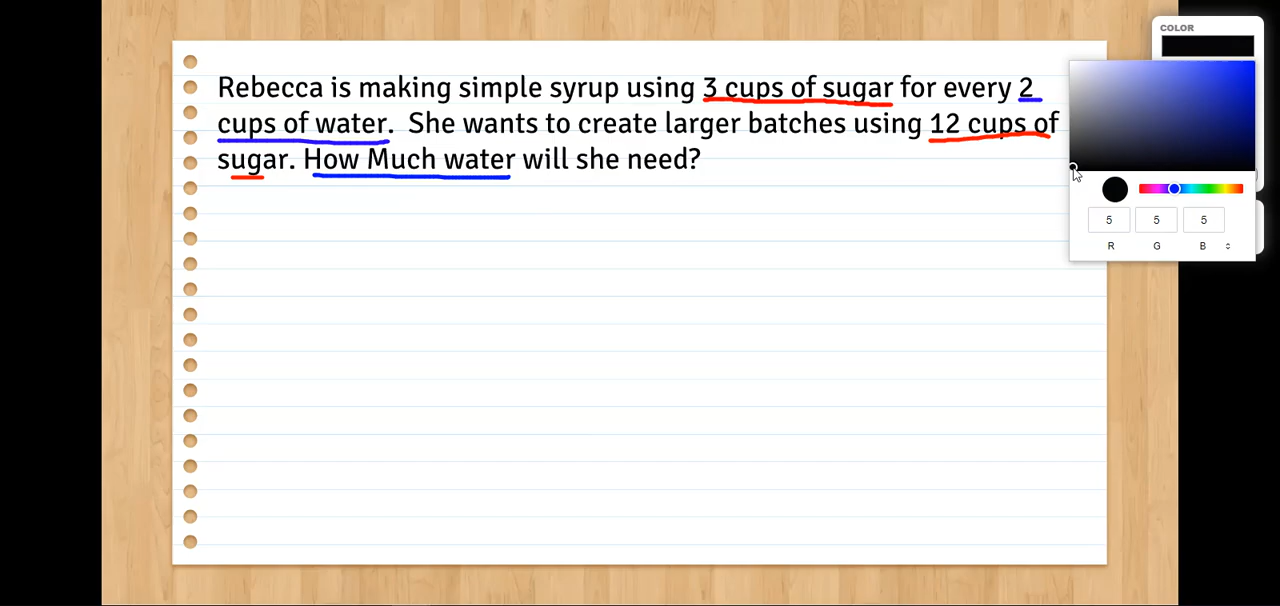 Rebecca is making simple syrup using 3 cups of sugar for every 2
cups of water. She wants to create larger batches using 12 cups of
sugar. How Much water will she need?
COLOR
5 5 5
R G B